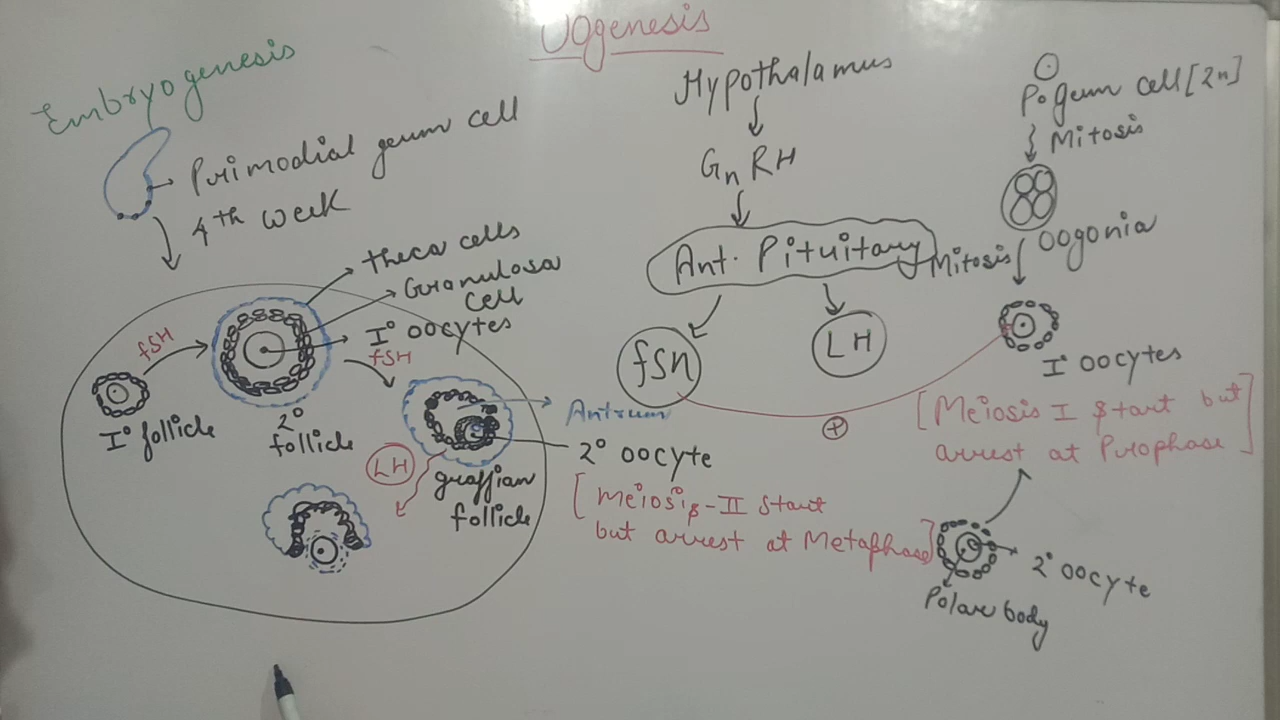 Oogenesis
Embryogenesis
Primodial germ cell
4th week
theca cells
Granulosa
cell
I° oocytes
fSH
fSH
I° follicle
2°
follicle
Antrum
2° oocyte
LH
graffian
follicle
[Meiosis-II Start
but arrest at Metaphase]
Hypothalamus
GnRH
Ant. Pituitary
fSH
LH
+
P. germ cell [2n]
Mitosis
Oogonia
Mitosis
I° oocytes
[Meiosis I Start but
arrest at Prophase]
2° oocyte
Polar body